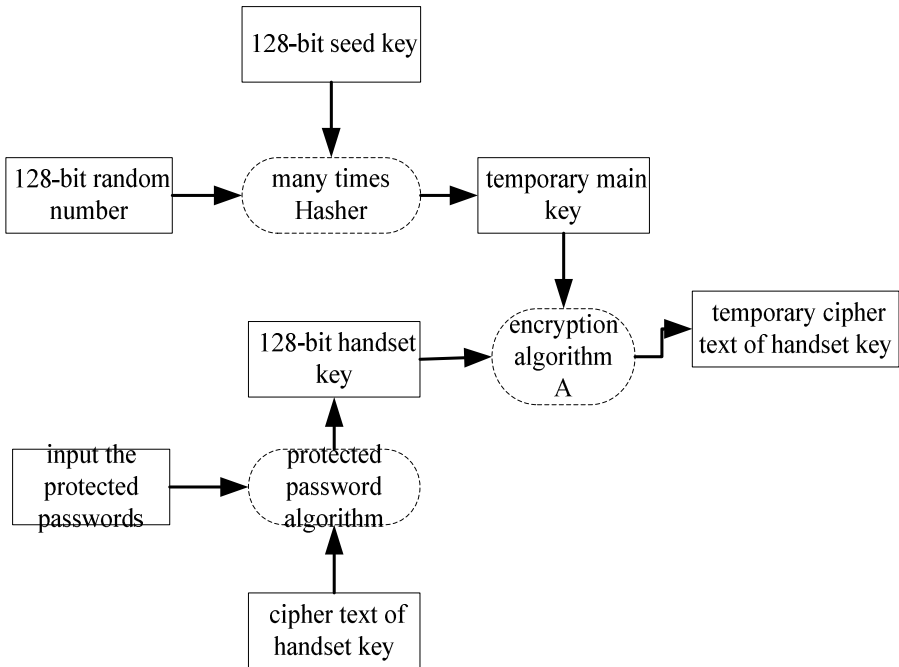 128-bit seed key
128-bit random
number
many times
Hasher
temporary main
key
128-bit handset
key
encryption
algorithm
A
temporary cipher
text of handset key
input the
protected
passwords
protected
password
algorithm
cipher text of
handset key